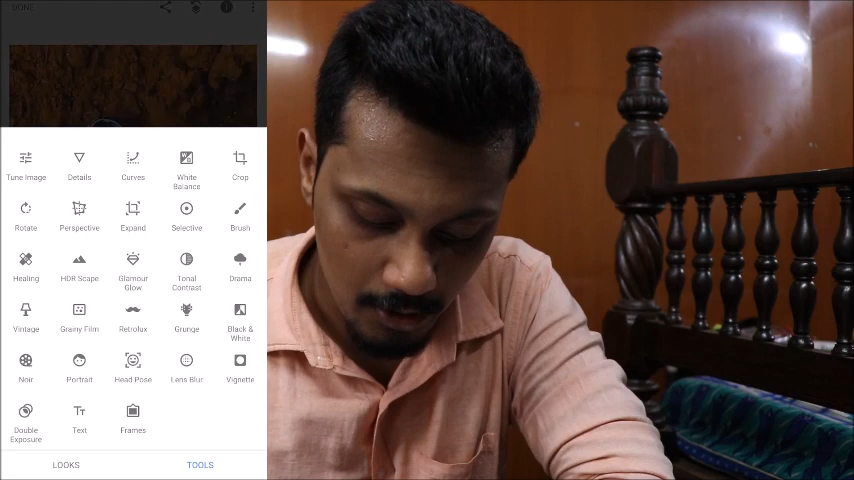 DONE
Tune Image
Details
Curves
White
Balance
Crop
Rotate
Perspective
Expand
Selective
Brush
Healing
HDR Scape
Glamour
Glow
Tonal
Contrast
Drama
Vintage
Grainy Film
Retrolux
Grunge
Black &
White
Noir
Portrait
Head Pose
Lens Blur
Vignette
Double
Exposure
Text
Frames
LOOKS
TOOLS